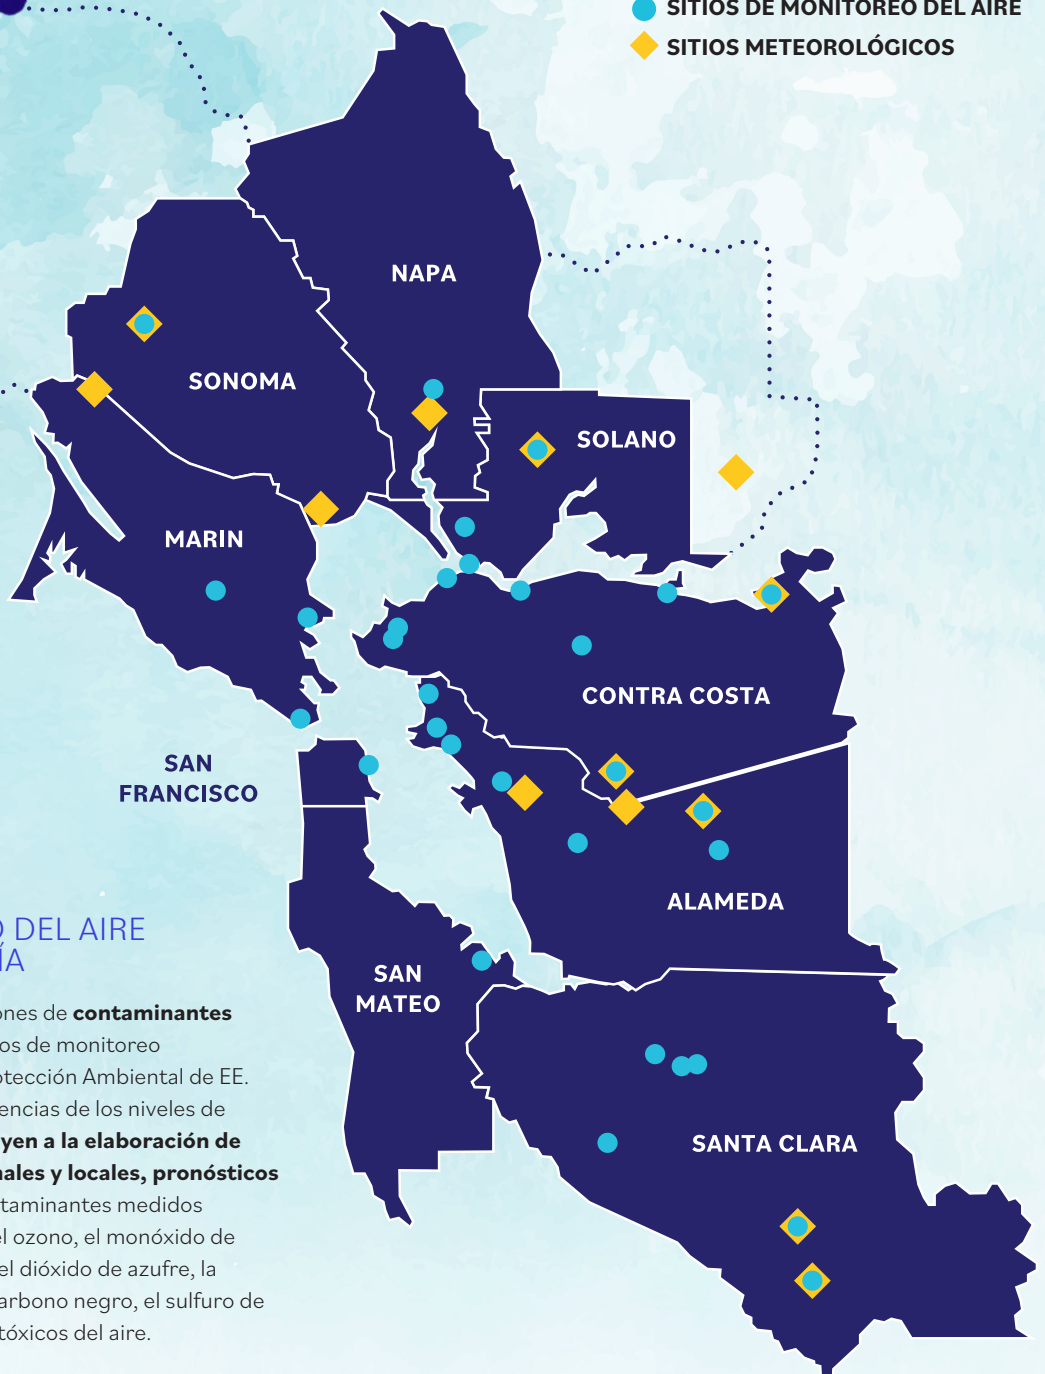 SITIOS DE MONITOREO DEL AIRE
SITIOS METEOROLÓGICOS
NAPA
SONOMA
SOLANO
MARIN
CONTRA COSTA
SAN
FRANCISCO
ALAMEDA
SAN
MATEO
SANTA CLARA
DEL AIRE
ÍA
ones de contaminantes
os de monitoreo
otección Ambiental de EE.
encias de los niveles de
yen a la elaboración de
nales y locales, pronósticos
ntaminantes medidos
el ozono, el monóxido de
el dióxido de azufre, la
arbono negro, el sulfuro de
tóxicos del aire.